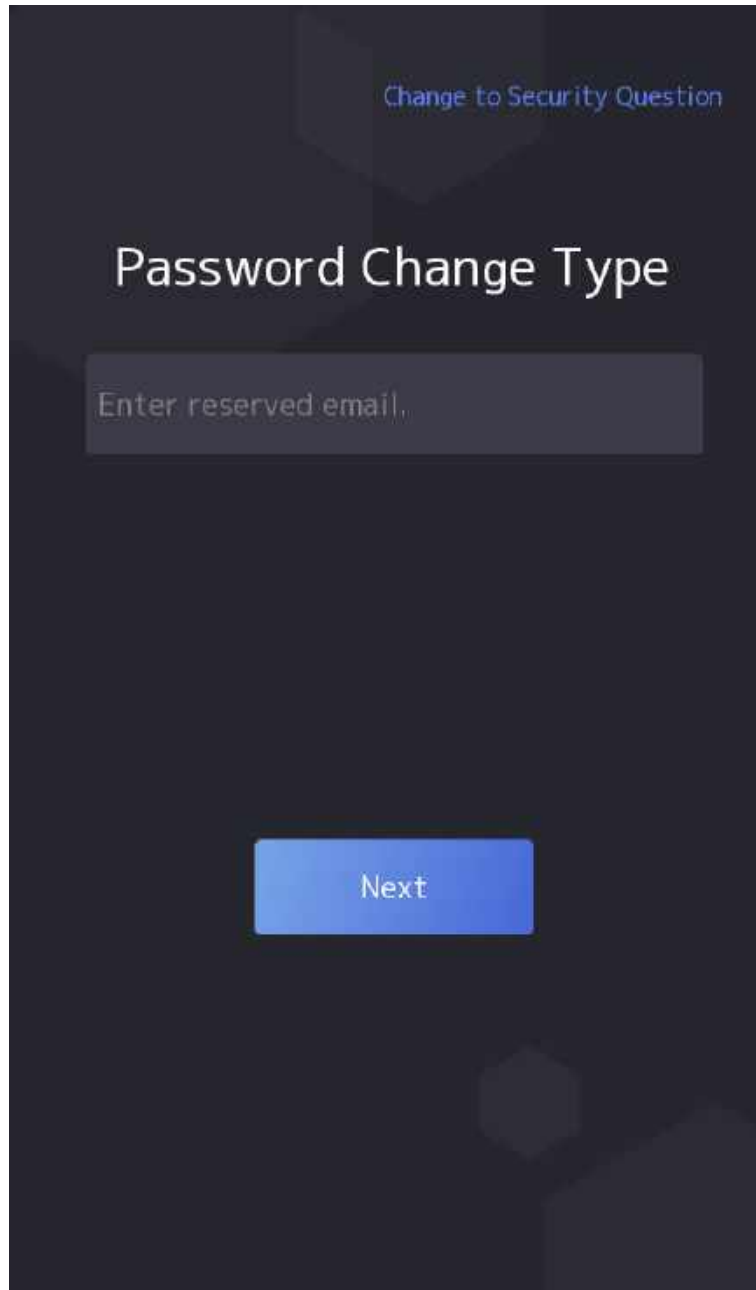 Change to Security Question
Password Change Type
Enter reserved email.
Next